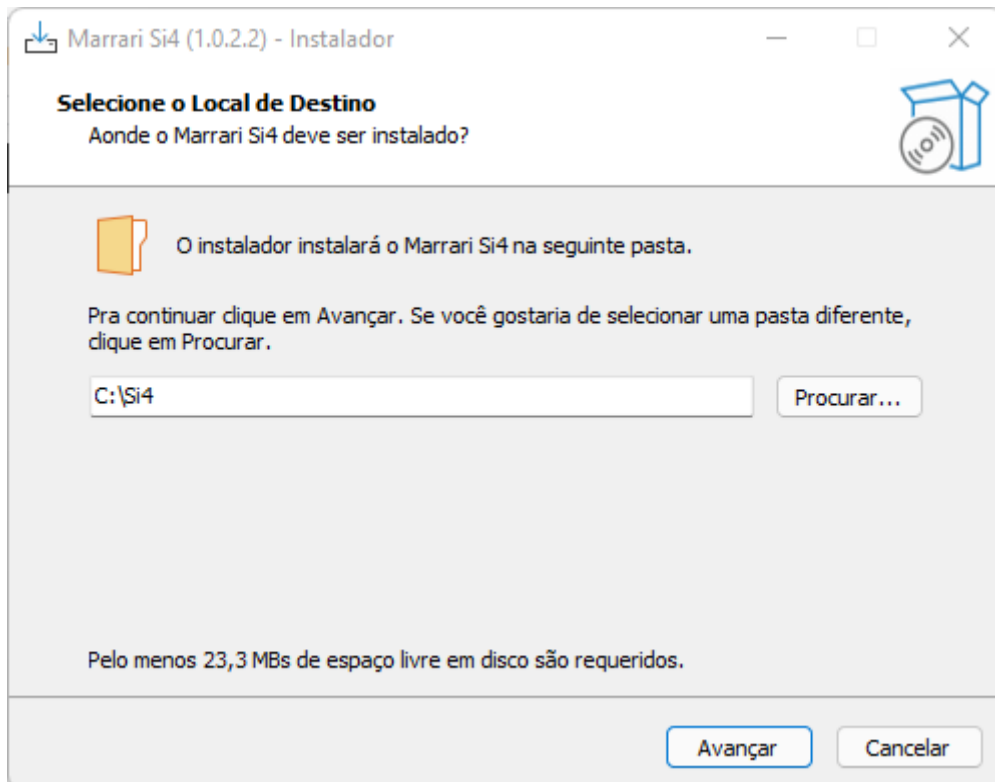 Marrari Si4 (1.0.2.2) - Instalador
Selecione o Local de Destino
Aonde o Marrari Si4 deve ser instalado?
O instalador instalará o Marrari Si4 na seguinte pasta.
Pra continuar clique em Avançar. Se você gostaria de selecionar uma pasta diferente,
clique em Procurar.
C:\Si4
Procurar...
Pelo menos 23,3 MBs de espaço livre em disco são requeridos.
Avançar
Cancelar